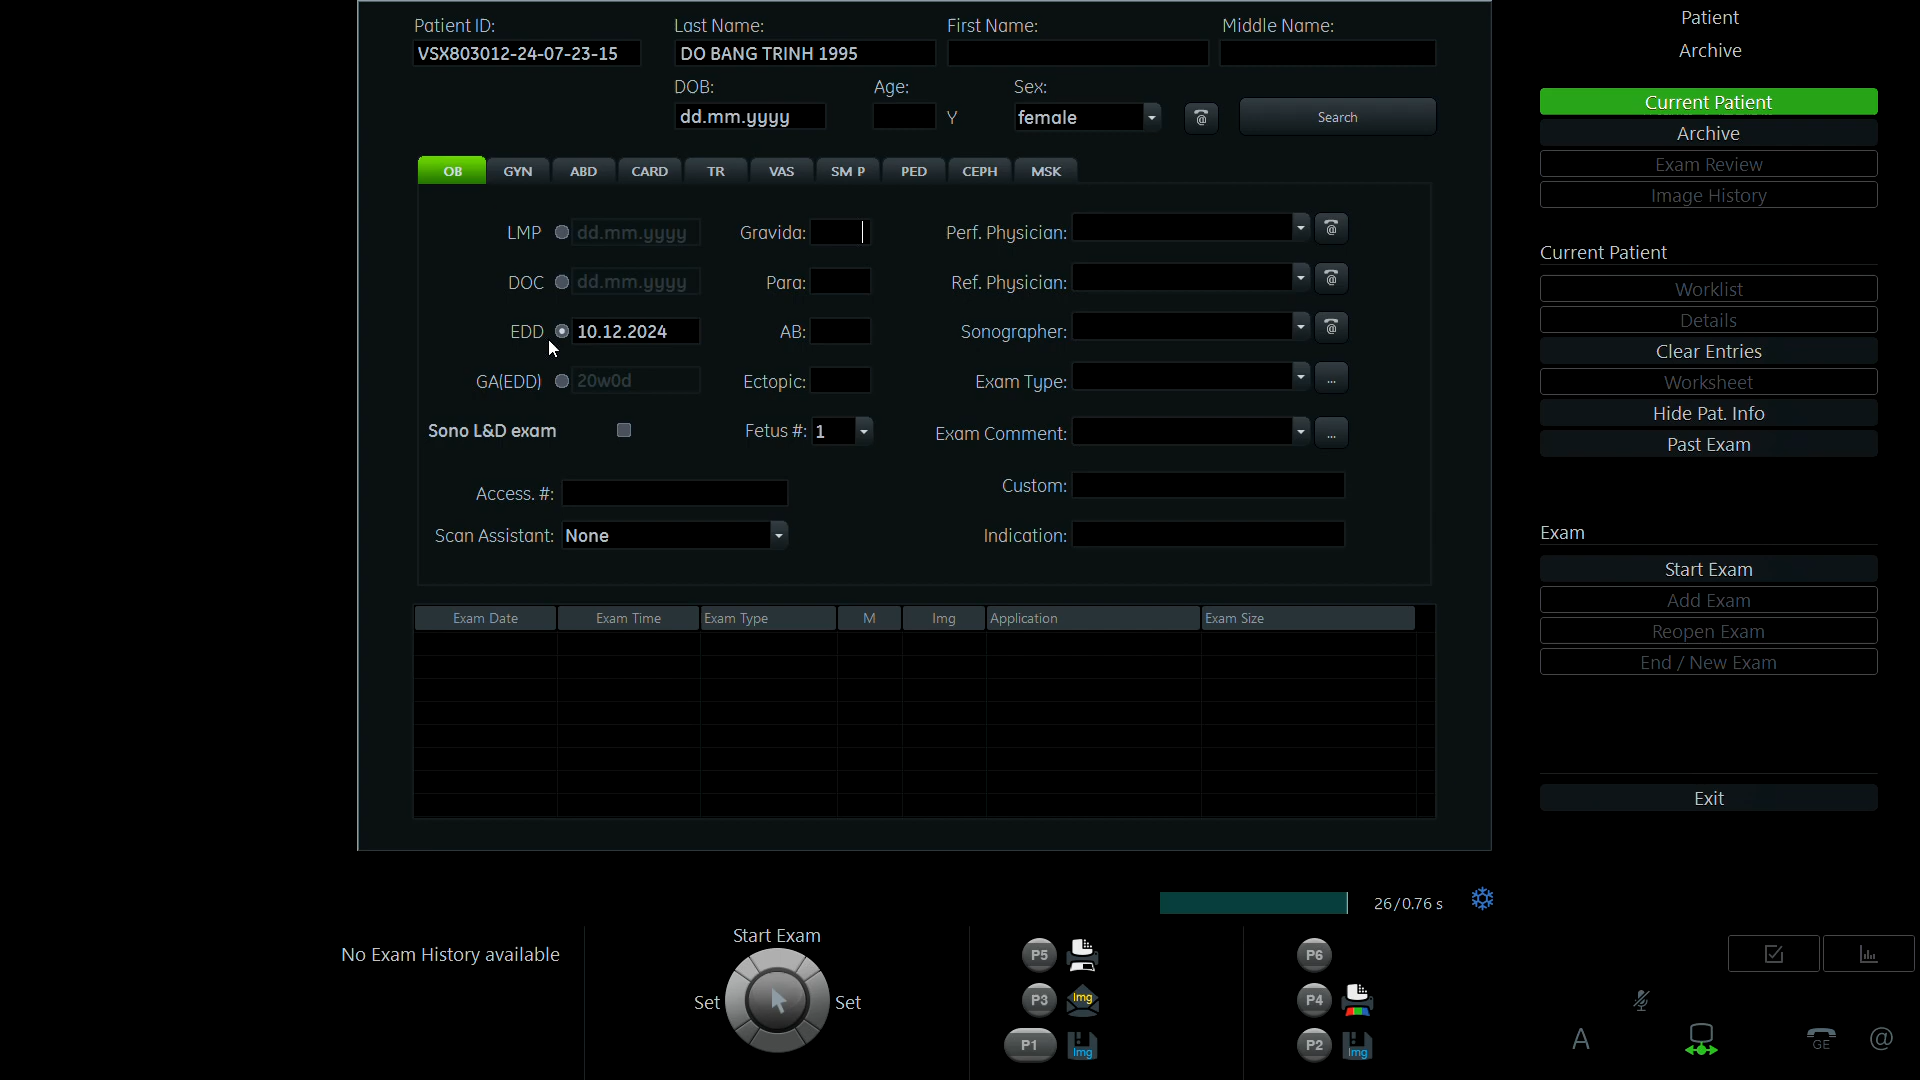 Patient ID: Last Name: First Name: Middle Name:
VSX803012-24-07-23-15 DO BANG TRINH 1995
DOB: Age: Sex:
dd.mm.yyyy Y female @ Search
OB GYN ABD CARD TR VAS SM P PED CEPH MSK
LMP dd.mm.yyyy Gravida: Perf. Physician: @
DOC dd.mm.yyyy Para: Ref. Physician: @
EDD 10.12.2024 AB: Sonographer: @
GA(EDD) 20w0d Ectopic: Exam Type: ...
Sono L&D exam Fetus #: 1 Exam Comment: ...
Custom:
Access. #:
Scan Assistant: None Indication:
Exam Date Exam Time Exam Type M Img Application Exam Size
Patient
Archive
Current Patient
Archive
Exam Review
Image History
Current Patient
Worklist
Details
Clear Entries
Worksheet
Hide Pat. Info
Past Exam
Exam
Start Exam
Add Exam
Reopen Exam
End / New Exam
Exit
26/0.76 s
No Exam History available
Start Exam
Set Set
P5
P3 Img
P1 Img
P6
P4
P2 Img
A GE @